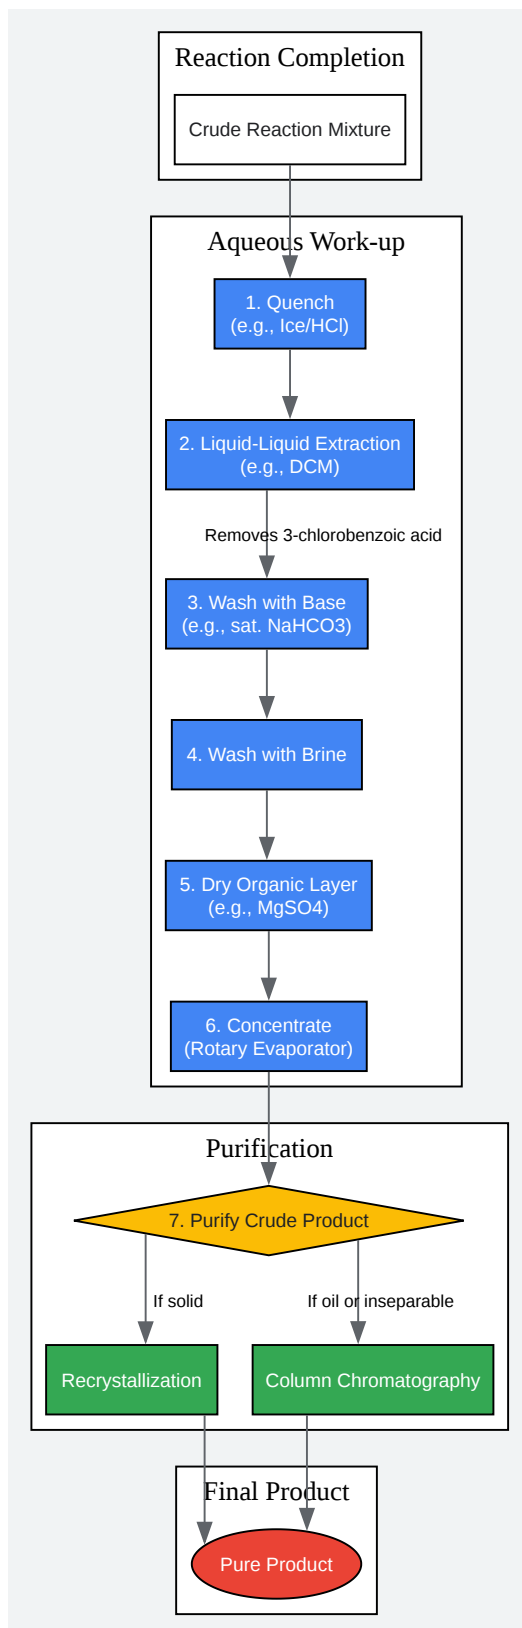 Reaction Completion
Crude Reaction Mixture
Aqueous Work-up
1. Quench
(e.g., Ice/HCl)
2. Liquid-Liquid Extraction
(e.g., DCM)
Removes 3-chlorobenzoic acid
3. Wash with Base
(e.g., sat. NaHCO3)
4. Wash with Brine
5. Dry Organic Layer
(e.g., MgSO4)
6. Concentrate
(Rotary Evaporator)
Purification
7. Purify Crude Product
If solid
If oil or inseparable
Recrystallization
Column Chromatography
Final Product
Pure Product